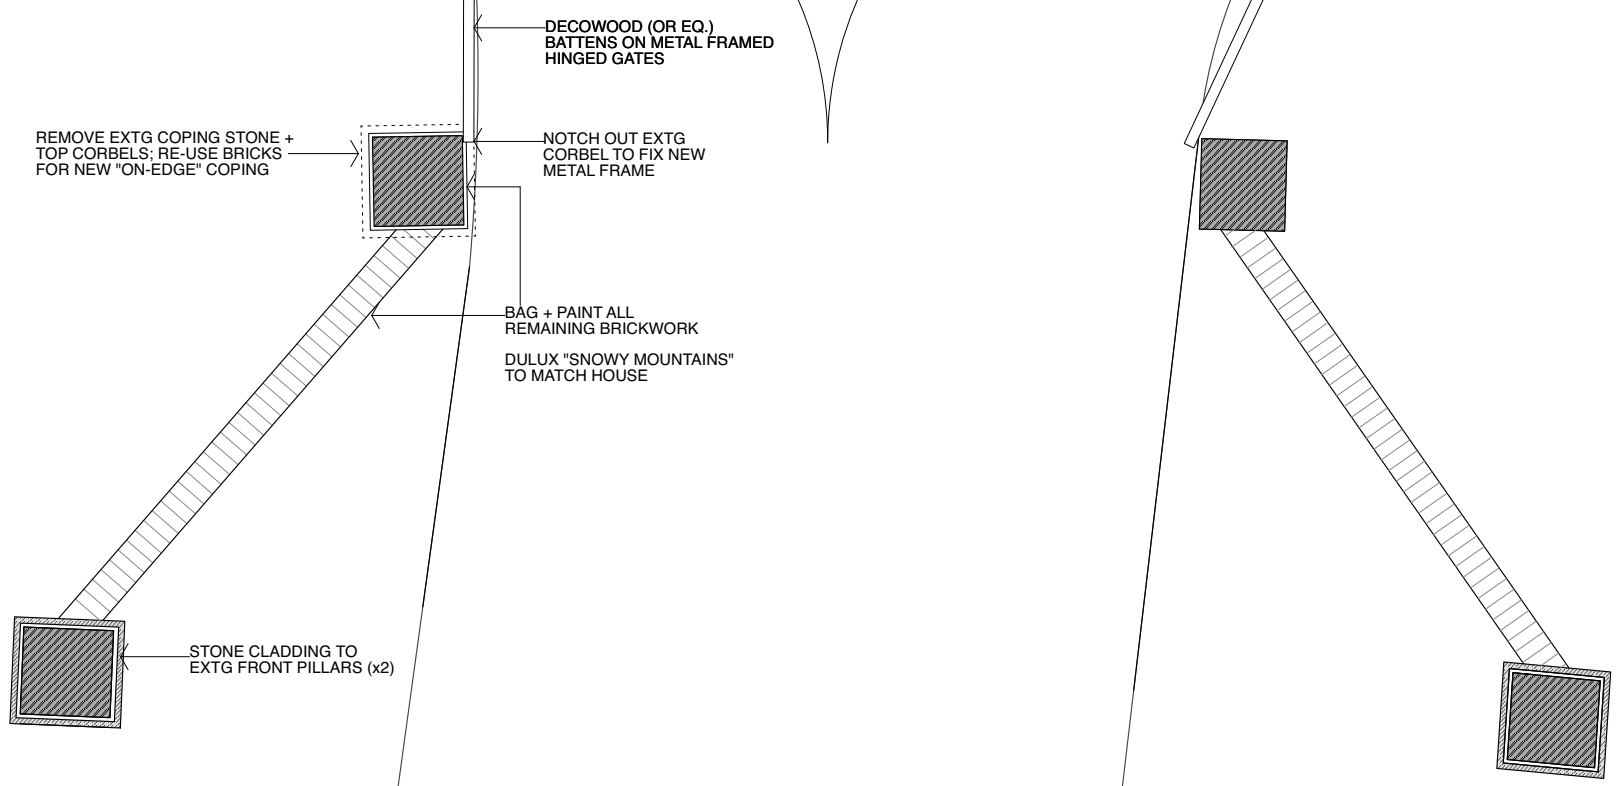 DECOWOOD (OR EQ.)
BATTENS ON METAL FRAMED
HINGED GATES
REMOVE EXTG COPING STONE +
TOP CORBELS; RE-USE BRICKS
FOR NEW "ON-EDGE" COPING
NOTCH OUT EXTG
CORBEL TO FIX NEW
METAL FRAME
BAG + PAINT ALL
REMAINING BRICKWORK
DULUX "SNOWY MOUNTAINS"
TO MATCH HOUSE
STONE CLADDING TO
EXTG FRONT PILLARS (x2)